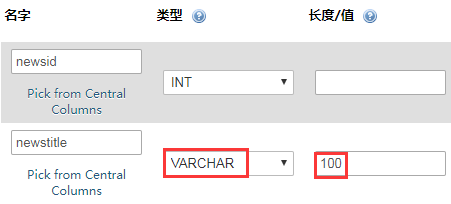 名字 类型 长度/值
newsid
INT
Pick from Central
Columns
newstitle
VARCHAR 100
Pick from Central
Columns